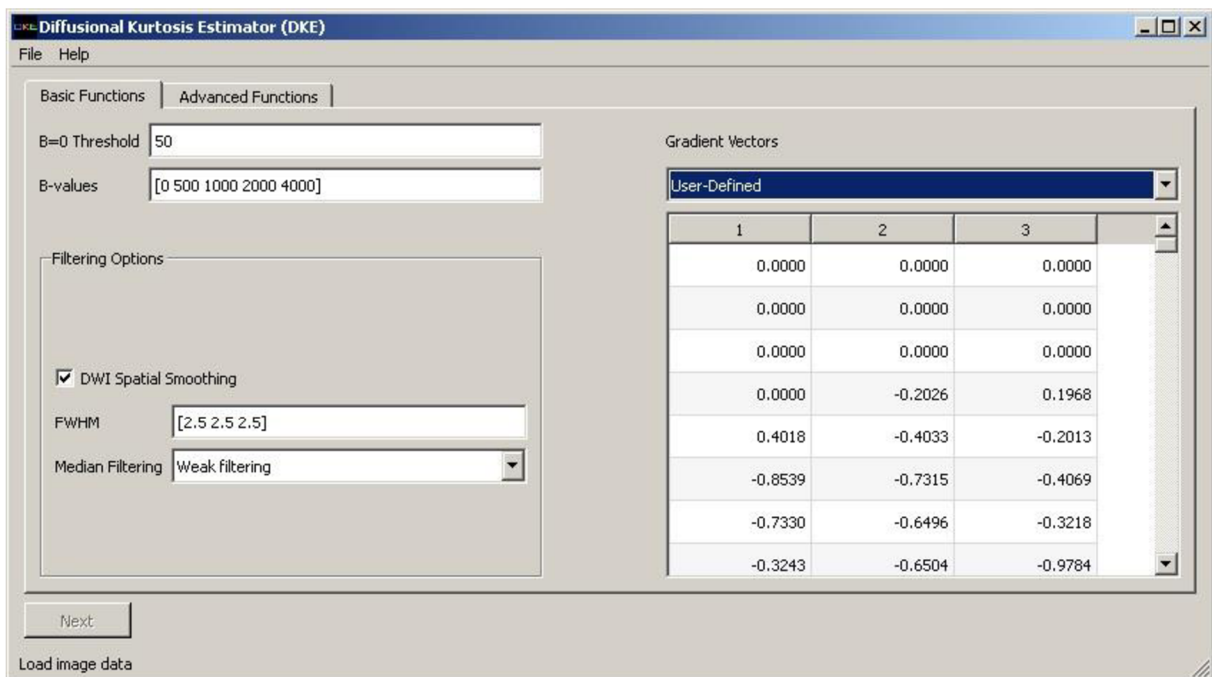 DKE Diffusional Kurtosis Estimator (DKE)
File Help
Basic Functions Advanced Functions
B=0 Threshold 50
B-values [0 500 1000 2000 4000]
Filtering Options
DWI Spatial Smoothing
FWHM [2.5 2.5 2.5]
Median Filtering Weak filtering
Gradient Vectors
User-Defined
1 2 3
0.0000 0.0000 0.0000
0.0000 0.0000 0.0000
0.0000 0.0000 0.0000
0.0000 -0.2026 0.1968
0.4018 -0.4033 -0.2013
-0.8539 -0.7315 -0.4069
-0.7330 -0.6496 -0.3218
-0.3243 -0.6504 -0.9784
Next
Load image data